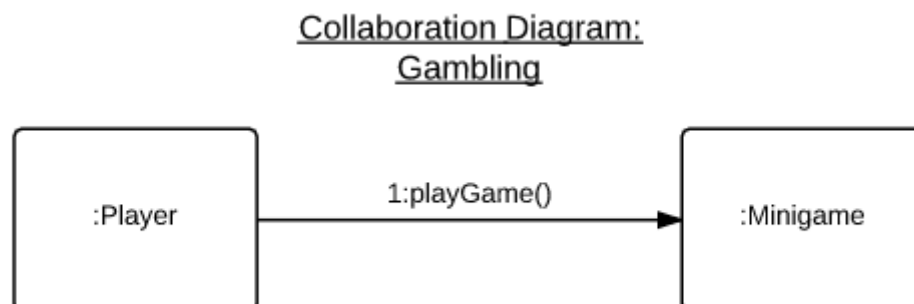 Collaboration Diagram:
Gambling
1:playGame()
:Player
:Minigame